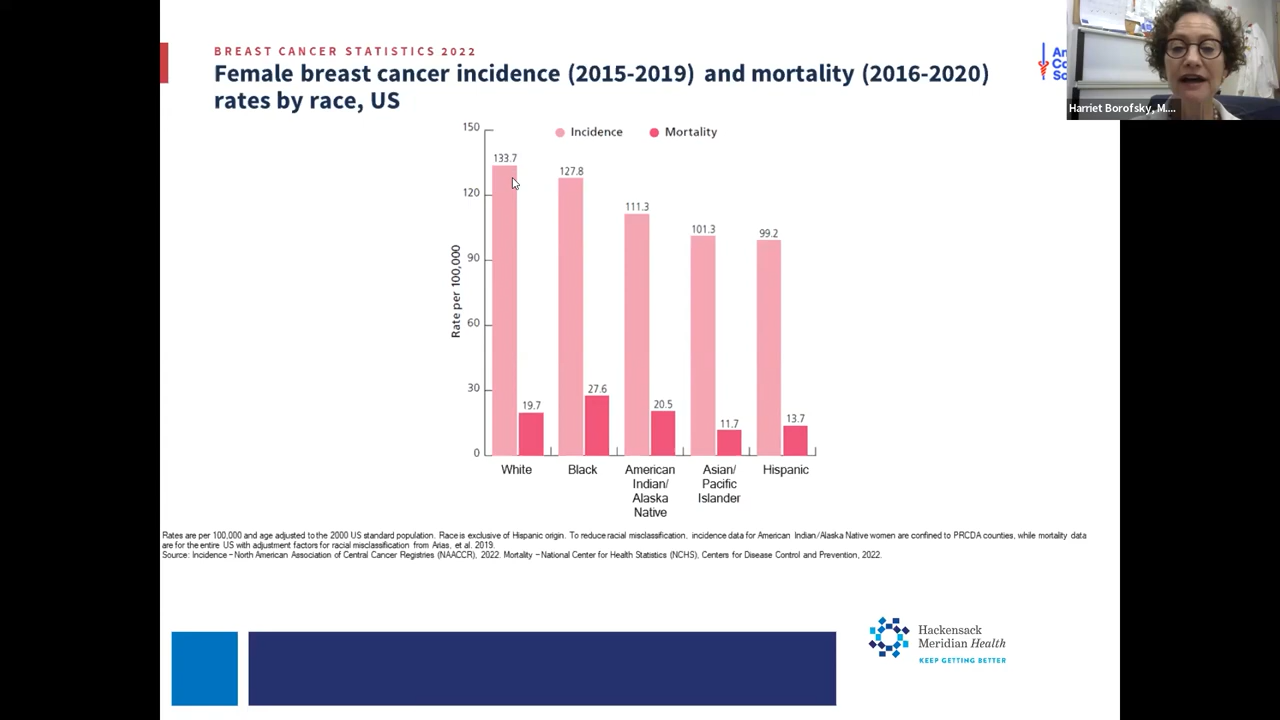 BREAST CANCER STATISTICS 2022
Female breast cancer incidence (2015-2019) and mortality (2016-2020)
rates by race, US
Harriet Borofsky, M....
Incidence
Mortality
Rate per 100,000
150
120
90
60
30
0
133.7
19.7
127.8
27.6
111.3
20.5
101.3
11.7
99.2
13.7
White
Black
American
Indian/
Alaska
Native
Asian/
Pacific
Islander
Hispanic
Rates are per 100,000 and age adjusted to the 2000 US standard population. Race is exclusive of Hispanic origin. To reduce racial misclassification, incidence data for American Indian/Alaska Native women are confined to PRCDA counties, while mortality data
are for the entire US with adjustment factors for racial misclassification from Arias, et al. 2019.
Source: Incidence – North American Association of Central Cancer Registries (NAACCR), 2022. Mortality – National Center for Health Statistics (NCHS), Centers for Disease Control and Prevention, 2022.
Hackensack
Meridian Health
KEEP GETTING BETTER